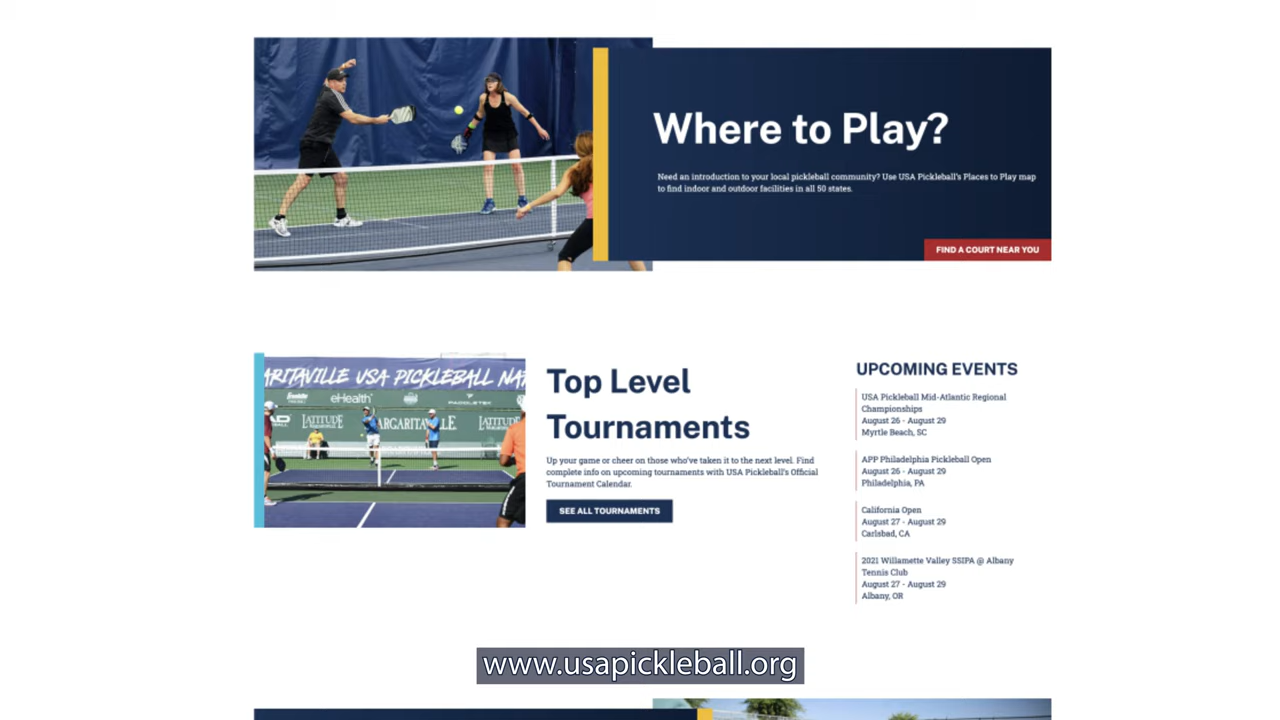 Where to Play?
Need an introduction to your local pickleball community? Use USA Pickleball's Places to Play map
to find indoor and outdoor facilities in all 50 states.
FIND A COURT NEAR YOU
ARITAVILLE USA PICKLEBALL NAT
eHealth
PADDLETEK
LATITUDE
MARGARITAVILLE
LATITUDE
Top Level
Tournaments
Up your game or cheer on those who've taken it to the next level. Find
complete info on upcoming tournaments with USA Pickleball's Official
Tournament Calendar.
SEE ALL TOURNAMENTS
UPCOMING EVENTS
USA Pickleball Mid-Atlantic Regional
Championships
August 26 - August 29
Myrtle Beach, SC
APP Philadelphia Pickleball Open
August 26 - August 29
Philadelphia, PA
California Open
August 27 - August 29
Carlsbad, CA
2021 Willamette Valley SSIPA @ Albany
Tennis Club
August 27 - August 29
Albany, OR
www.usapickleball.org